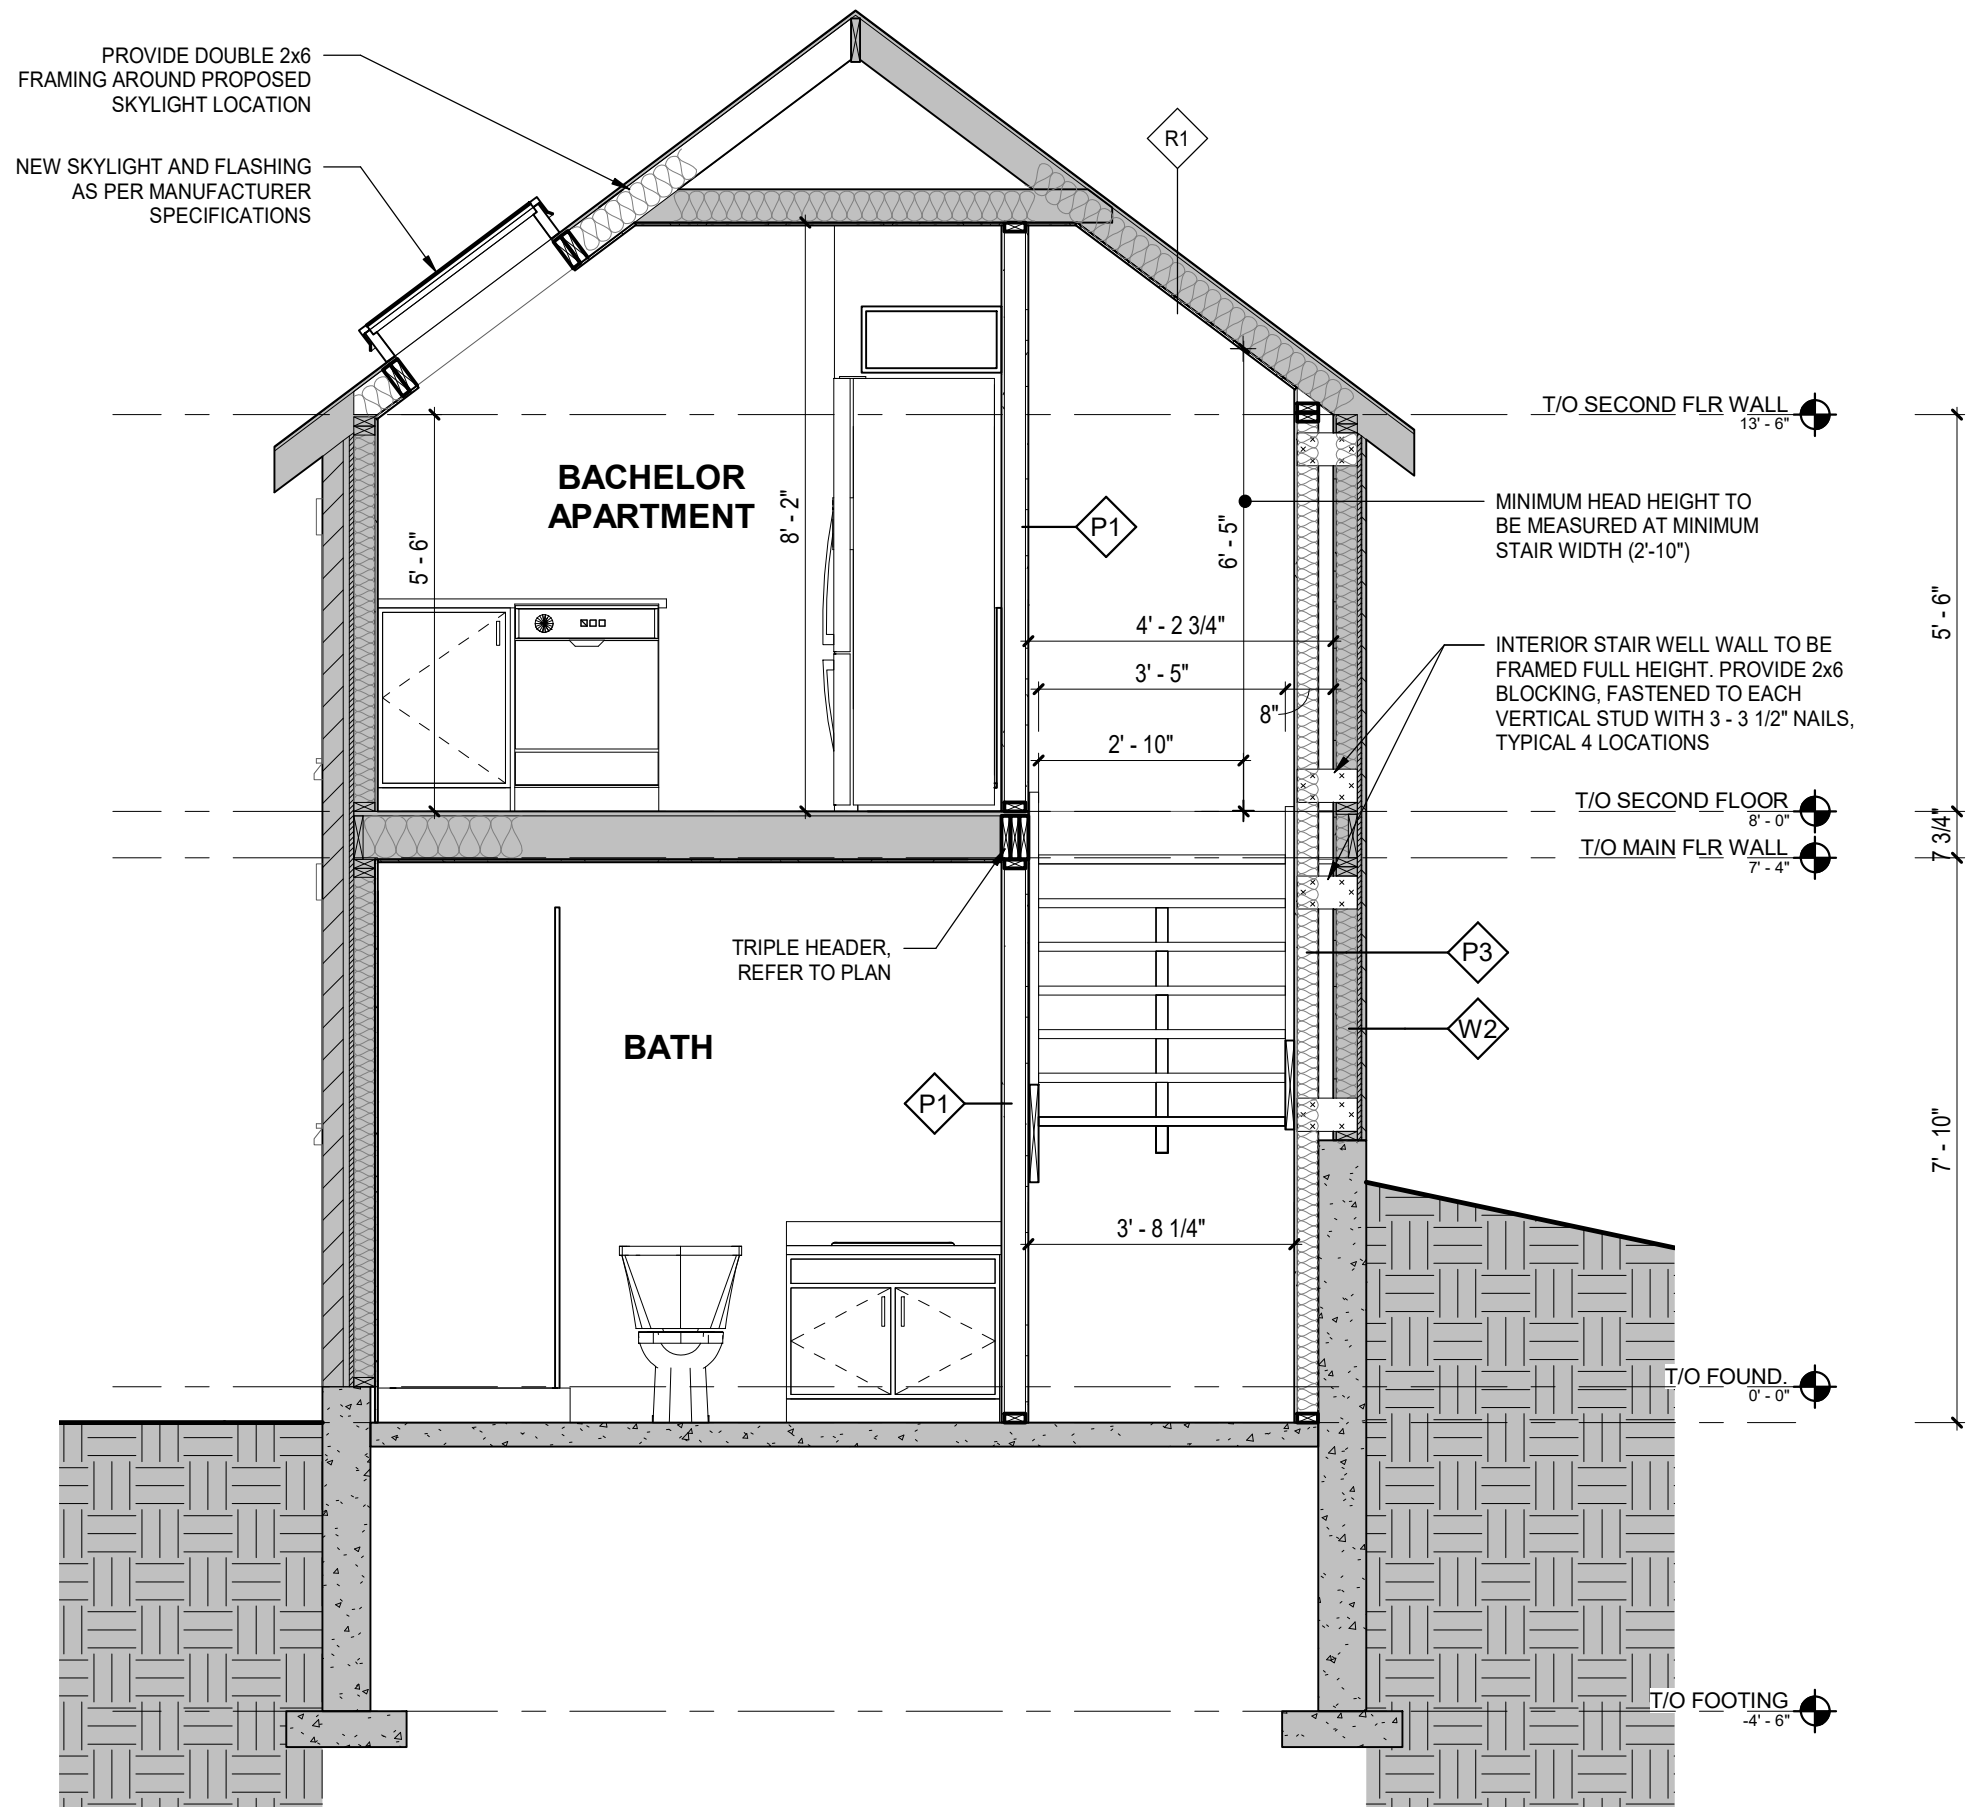 PROVIDE DOUBLE 2x6
FRAMING AROUND PROPOSED
SKYLIGHT LOCATION
NEW SKYLIGHT AND FLASHING
AS PER MANUFACTURER
SPECIFICATIONS
R1
T/O SECOND FLR WALL
13' - 6"
BACHELOR
APARTMENT
5' - 6"
8' - 2"
P1
6' - 5"
MINIMUM HEAD HEIGHT TO
BE MEASURED AT MINIMUM
STAIR WIDTH (2'-10")
4' - 2 3/4"
3' - 5"
8"
2' - 10"
INTERIOR STAIR WELL WALL TO BE
FRAMED FULL HEIGHT. PROVIDE 2x6
BLOCKING, FASTENED TO EACH
VERTICAL STUD WITH 3 - 3 1/2" NAILS,
TYPICAL 4 LOCATIONS
5' - 6"
T/O SECOND FLOOR
8' - 0"
7 3/4"
T/O MAIN FLR WALL
7' - 4"
TRIPLE HEADER,
REFER TO PLAN
P3
W2
BATH
P1
7' - 10"
3' - 8 1/4"
T/O FOUND.
0' - 0"
T/O FOOTING
-4' - 6"